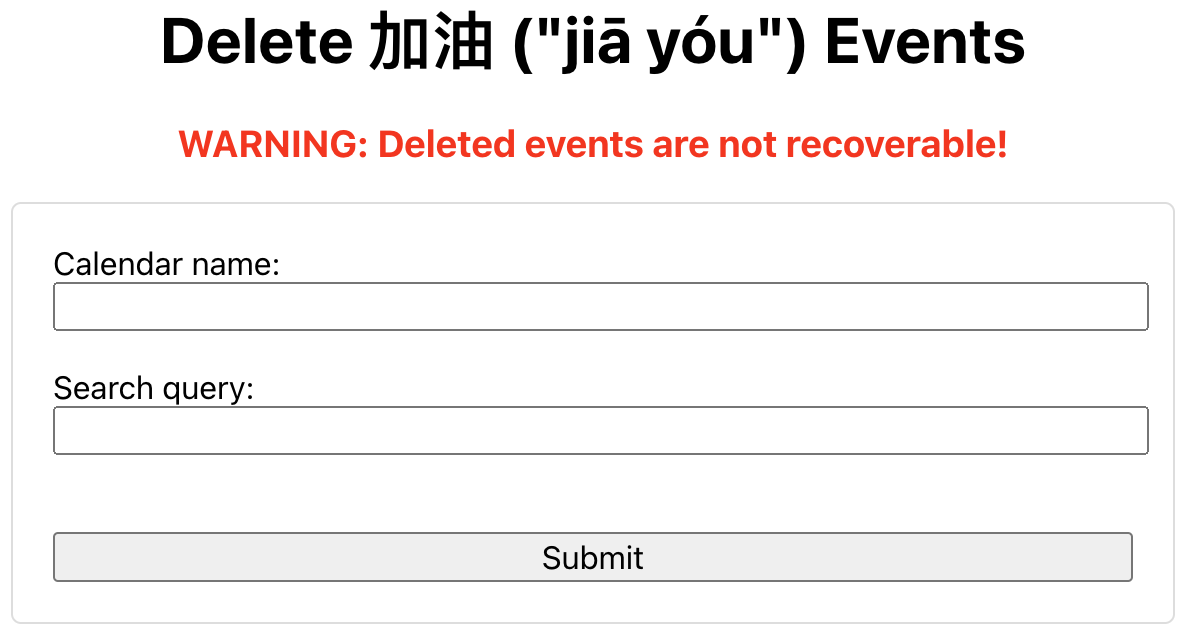 Delete 加油 ("jiā yóu") Events
WARNING: Deleted events are not recoverable!
Calendar name:
Search query:
Submit